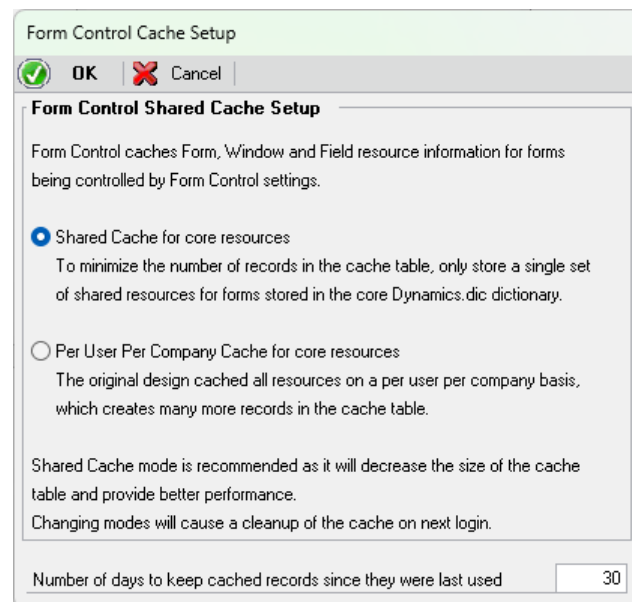 Form Control Cache Setup
OK Cancel
Form Control Shared Cache Setup
Form Control caches Form, Window and Field resource information for forms
being controlled by Form Control settings.
Shared Cache for core resources
To minimize the number of records in the cache table, only store a single set
of shared resources for forms stored in the core Dynamics.dic dictionary.
Per User Per Company Cache for core resources
The original design cached all resources on a per user per company basis,
which creates many more records in the cache table.
Shared Cache mode is recommended as it will decrease the size of the cache
table and provide better performance.
Changing modes will cause a cleanup of the cache on next login.
Number of days to keep cached records since they were last used 30